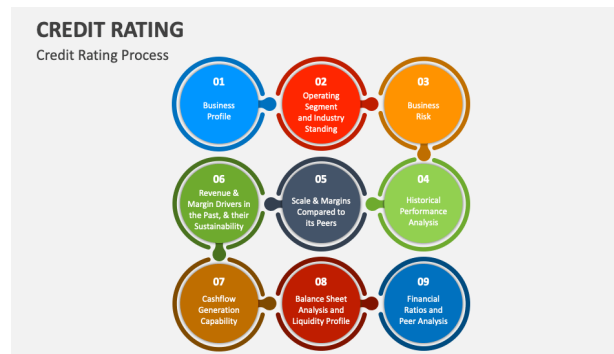 CREDIT RATING
Credit Rating Process
01
Business
Profile
02
Operating
Segment
and Industry
Standing
03
Business
Risk
06
Revenue &
Margin Drivers in
the Past, & their
Sustainability
05
Scale & Margins
Compared to
its Peers
04
Historical
Performance
Analysis
07
Cashflow
Generation
Capability
08
Balance Sheet
Analysis and
Liquidity Profile
09
Financial
Ratios and
Peer Analysis